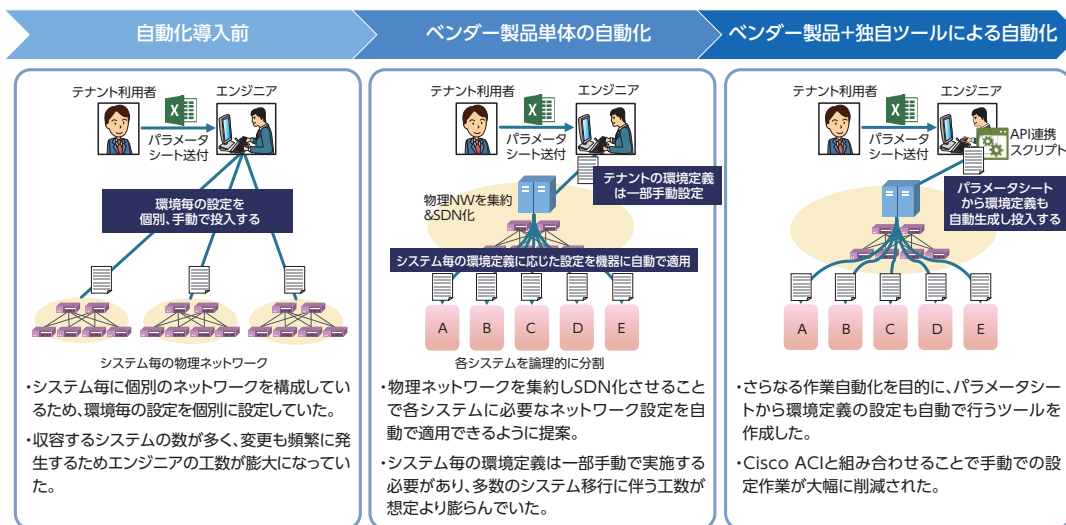 自動化導入前
ベンダー製品単体の自動化
ベンダー製品+独自ツールによる自動化
テナント利用者
エンジニア
X
パラメータ
シート送付
環境毎の設定を
個別、手動で投入する
システム毎の物理ネットワーク
・システム毎に個別のネットワークを構成してい
るため、環境毎の設定を個別に設定していた。
・収容するシステムの数が多く、変更も頻繁に発
生するためエンジニアの工数が膨大になってい
た。
テナント利用者
エンジニア
X
パラメータ
シート送付
テナントの環境定義
は一部手動設定
物理NWを集約
&SDN化
システム毎の環境定義に応じた設定を機器に自動で適用
A
B
C
D
E
各システムを論理的に分割
・物理ネットワークを集約しSDN化させること
で各システムに必要なネットワーク設定を自
動で適用できるように提案。
・システム毎の環境定義は一部手動で実施する
必要があり、多数のシステム移行に伴う工数が
想定より膨らんでいた。
テナント利用者
エンジニア
X
パラメータ
シート送付
API連携
スクリプト
パラメータシート
から環境定義も
自動生成し投入する
A
B
C
D
E
・さらなる作業自動化を目的に、パラメータシー
トから環境定義の設定も自動で行うツールを
作成した。
・Cisco ACIと組み合わせることで手動での設
定作業が大幅に削減された。